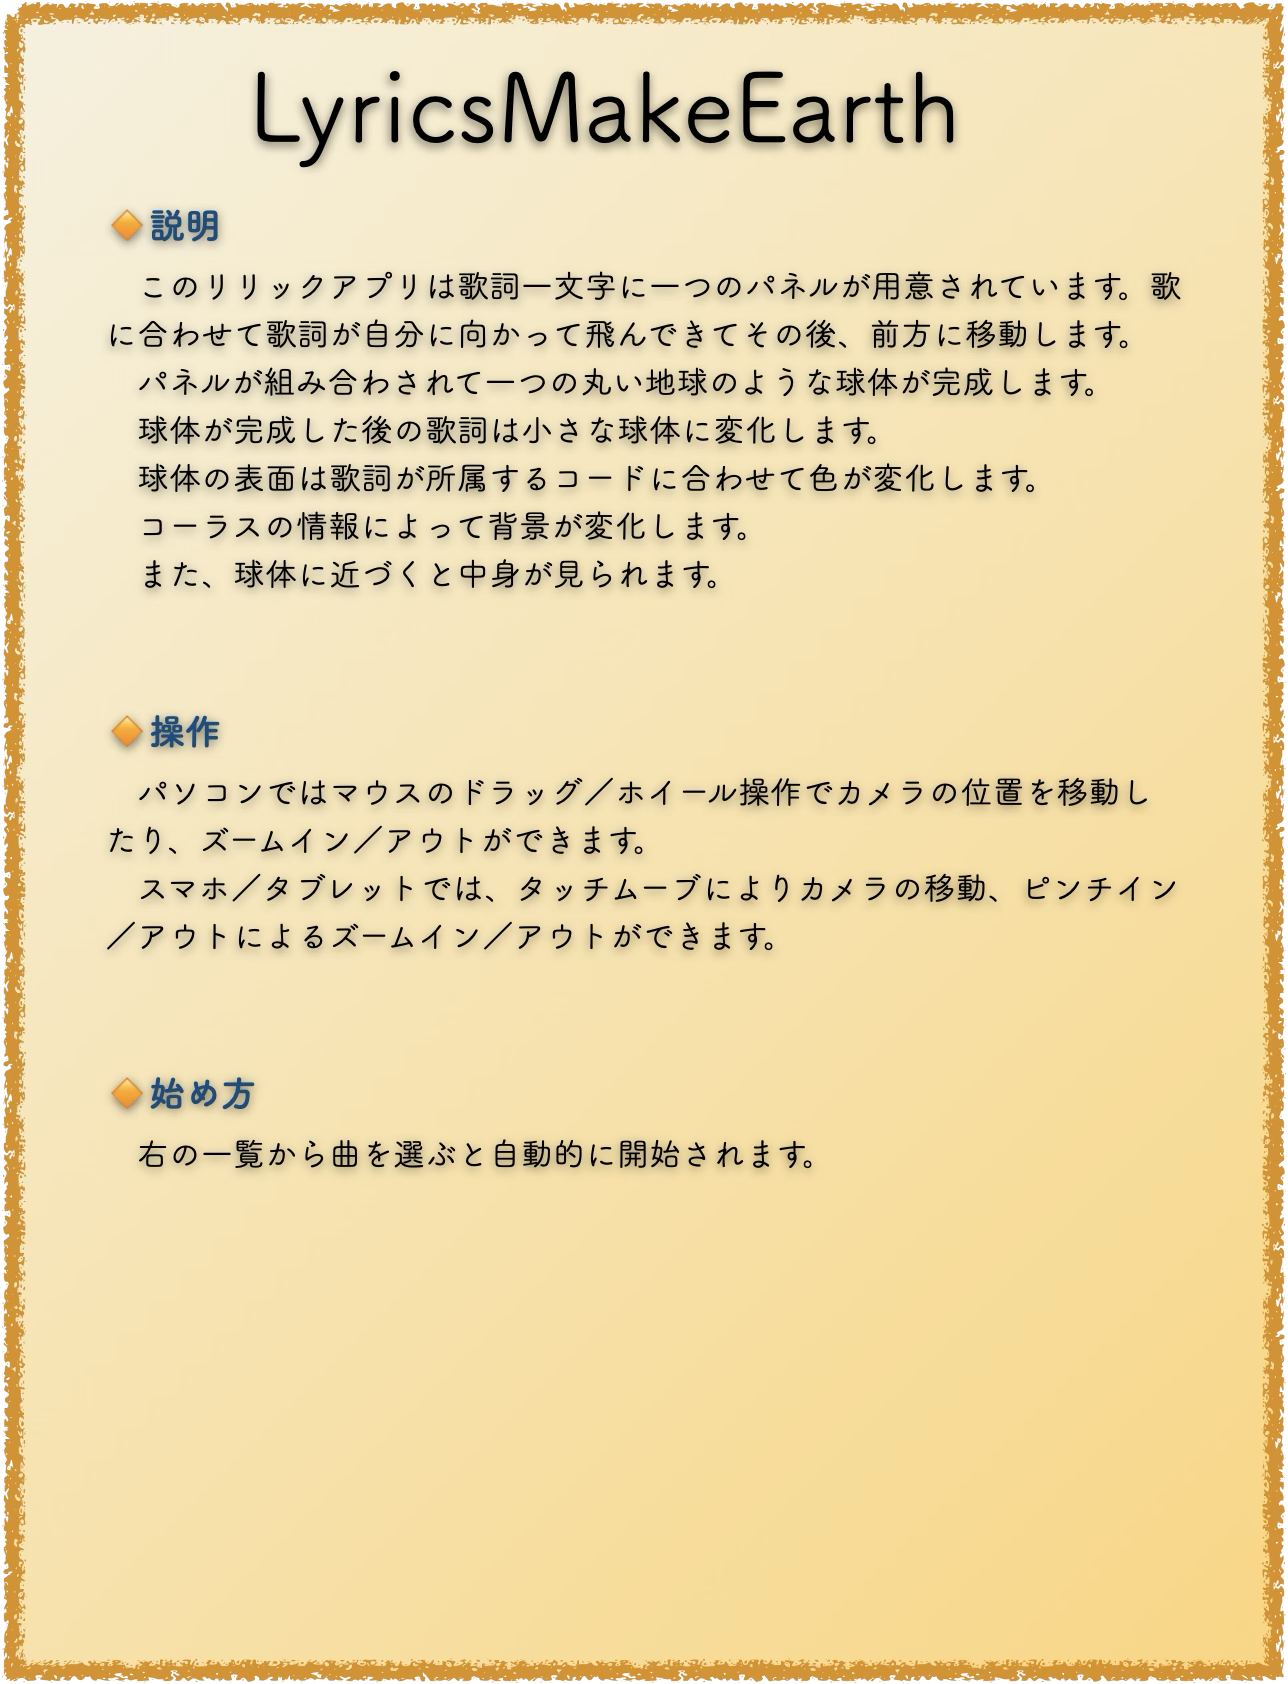 LyricsMakeEarth
🔶説明
　このリリックアプリは歌詞一文字に一つのパネルが用意されています。歌
に合わせて歌詞が自分に向かって飛んできてその後、前方に移動します。
　パネルが組み合わされて一つの丸い地球のような球体が完成します。
　球体が完成した後の歌詞は小さな球体に変化します。
　球体の表面は歌詞が所属するコードに合わせて色が変化します。
　コーラスの情報によって背景が変化します。
　また、球体に近づくと中身が見られます。
🔶操作
　パソコンではマウスのドラッグ／ホイール操作でカメラの位置を移動し
たり、ズームイン／アウトができます。
　スマホ／タブレットでは、タッチムーブによりカメラの移動、ピンチイン
／アウトによるズームイン／アウトができます。
🔶始め方
　右の一覧から曲を選ぶと自動的に開始されます。